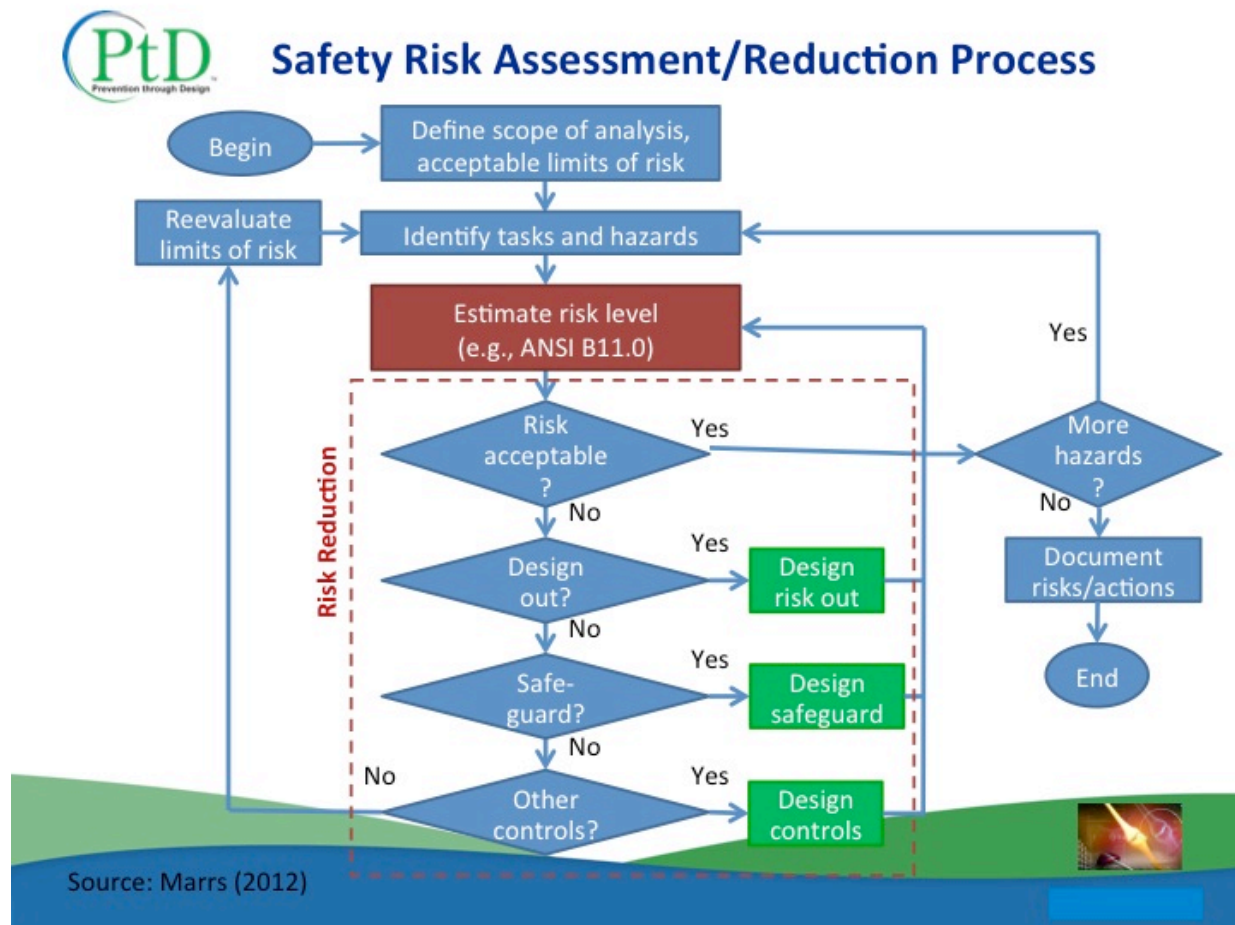 PtD
Prevention through Design
Safety Risk Assessment/Reduction Process
Begin
Define scope of analysis,
acceptable limits of risk
Reevaluate
limits of risk
Identify tasks and hazards
Estimate risk level
(e.g., ANSI B11.0)
Yes
Risk Reduction
Risk
acceptable
?
Yes
More
hazards
?
No
No
Design
out?
Yes
Design
risk out
Document
risks/actions
No
Safe-
guard?
Yes
Design
safeguard
End
No
No
Other
controls?
Yes
Design
controls
Source: Marrs (2012)